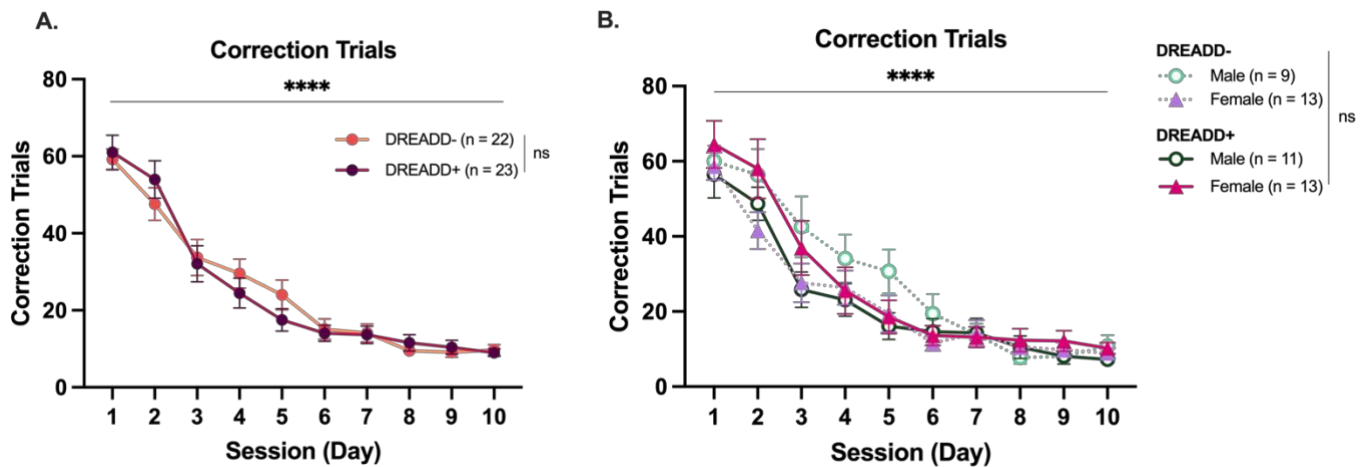 A.
Correction Trials
****
80
60
40
20
0
Correction Trials
DREADD- (n = 22)
DREADD+ (n = 23)
ns
1 2 3 4 5 6 7 8 9 10
Session (Day)
B.
Correction Trials
****
80
60
40
20
0
Correction Trials
1 2 3 4 5 6 7 8 9 10
Session (Day)
DREADD-
Male (n = 9)
Female (n = 13)
DREADD+
Male (n = 11)
Female (n = 13)
ns